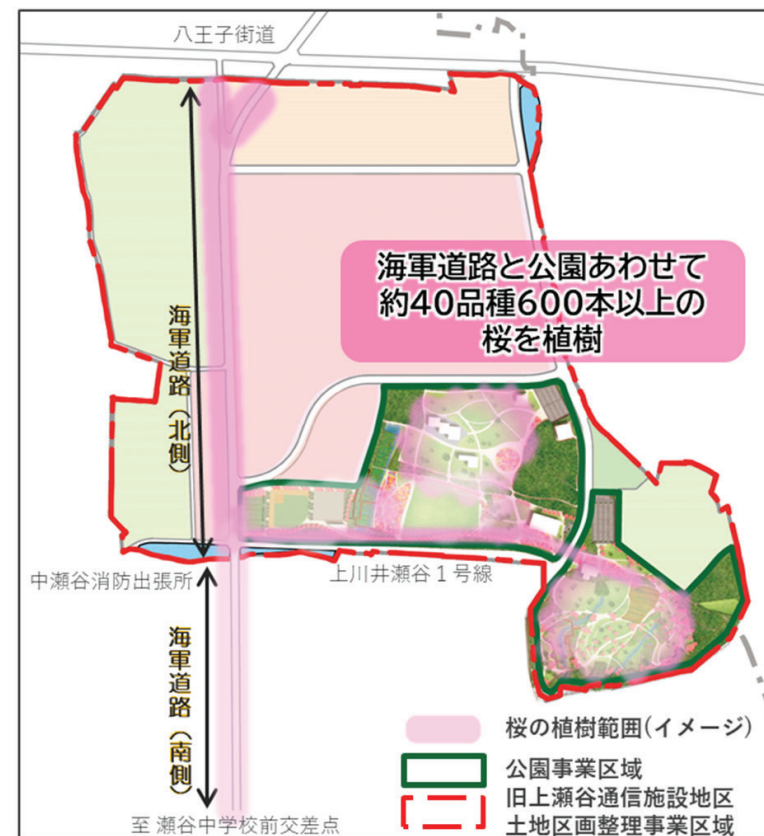 八王子街道
海軍道路と公園あわせて
約40品種600本以上の
桜を植樹
海軍道路(北側)
中瀬谷消防出張所
上川井瀬谷1号線
海軍道路(南側)
至 瀬谷中学校前交差点
桜の植樹範囲(イメージ)
公園事業区域
旧上瀬谷通信施設地区
土地区画整理事業区域